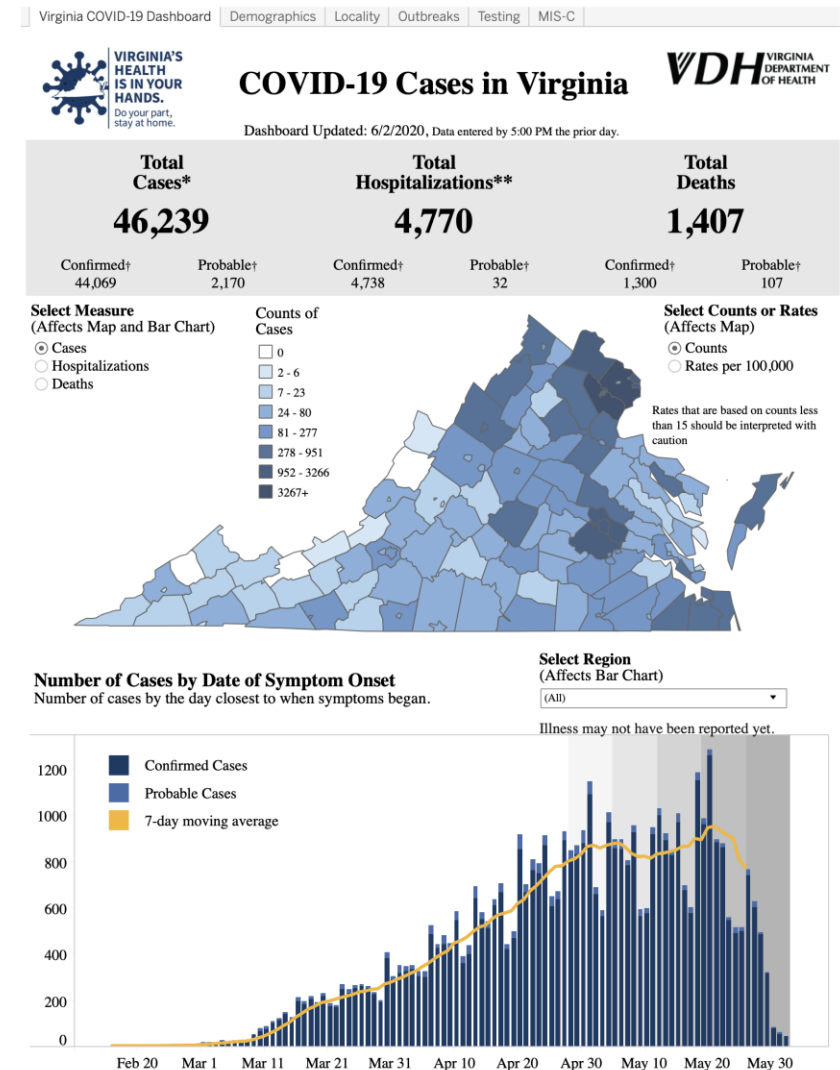 Virginia COVID-19 Dashboard Demographics Locality Outbreaks Testing MIS-C
VIRGINIA'S
HEALTH
IS IN YOUR
HANDS.
Do your part,
stay at home.
COVID-19 Cases in Virginia
VDH VIRGINIA
DEPARTMENT
OF HEALTH
Dashboard Updated: 6/2/2020, Data entered by 5:00 PM the prior day.
Total
Cases*
46,239
Confirmed† Probable†
44,069 2,170
Total
Hospitalizations**
4,770
Confirmed† Probable†
4,738 32
Total
Deaths
1,407
Confirmed† Probable†
1,300 107
Select Measure
(Affects Map and Bar Chart)
Cases
Hospitalizations
Deaths
Counts of
Cases
0
2 - 6
7 - 23
24 - 80
81 - 277
278 - 951
952 - 3266
3267+
Select Counts or Rates
(Affects Map)
Counts
Rates per 100,000
Rates that are based on counts less
than 15 should be interpreted with
caution
Number of Cases by Date of Symptom Onset
Number of cases by the day closest to when symptoms began.
Select Region
(Affects Bar Chart)
(All)
Illness may not have been reported yet.
Confirmed Cases
Probable Cases
7-day moving average
1200
1000
800
600
400
200
0
Feb 20 Mar 1 Mar 11 Mar 21 Mar 31 Apr 10 Apr 20 Apr 30 May 10 May 20 May 30